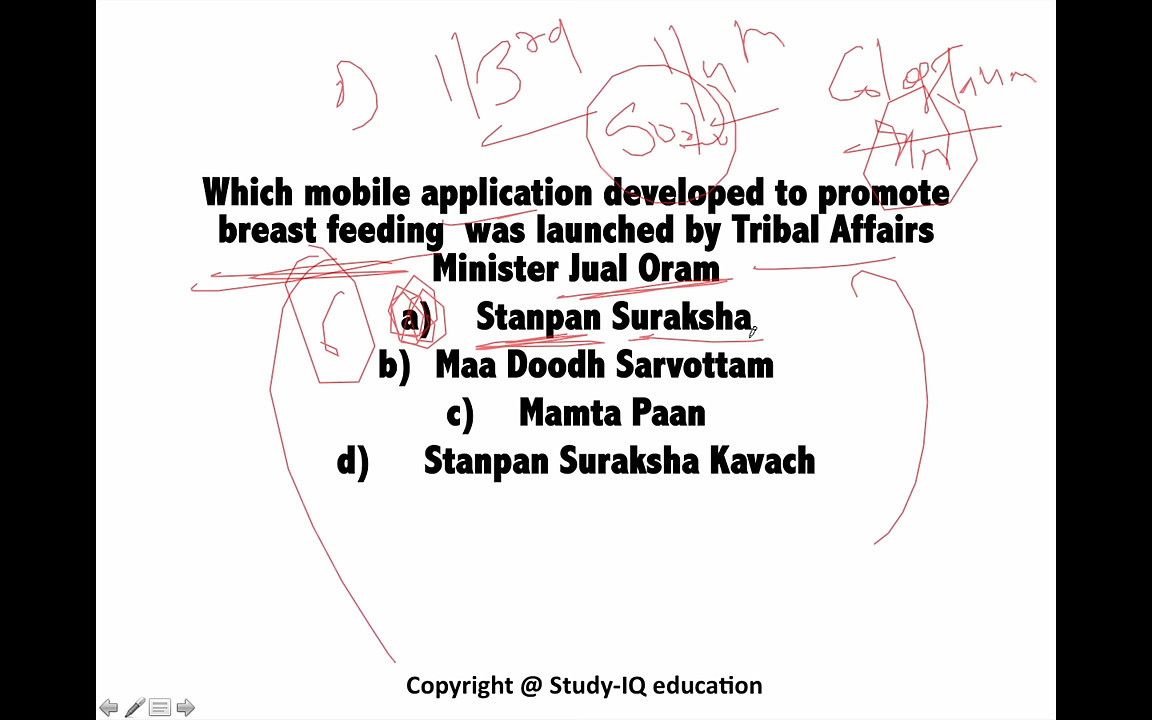 Which mobile application developed to promote
breast feeding was launched by Tribal Affairs
Minister Jual Oram
a) Stanpan Suraksha
b) Maa Doodh Sarvottam
c) Mamta Paan
d) Stanpan Suraksha Kavach
Copyright @ Study-IQ education